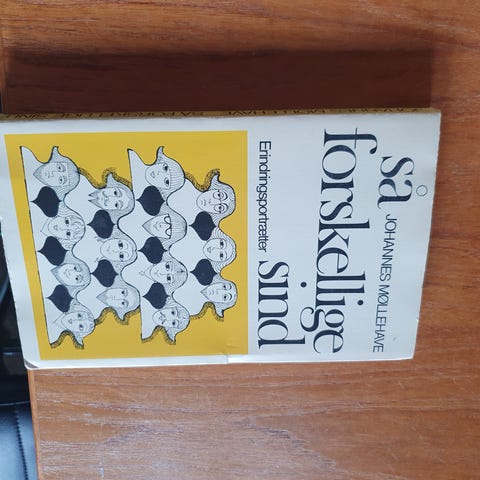 JOHANNES MØLLEHAVE
så
forskellige
sind
Erindringsportrætter